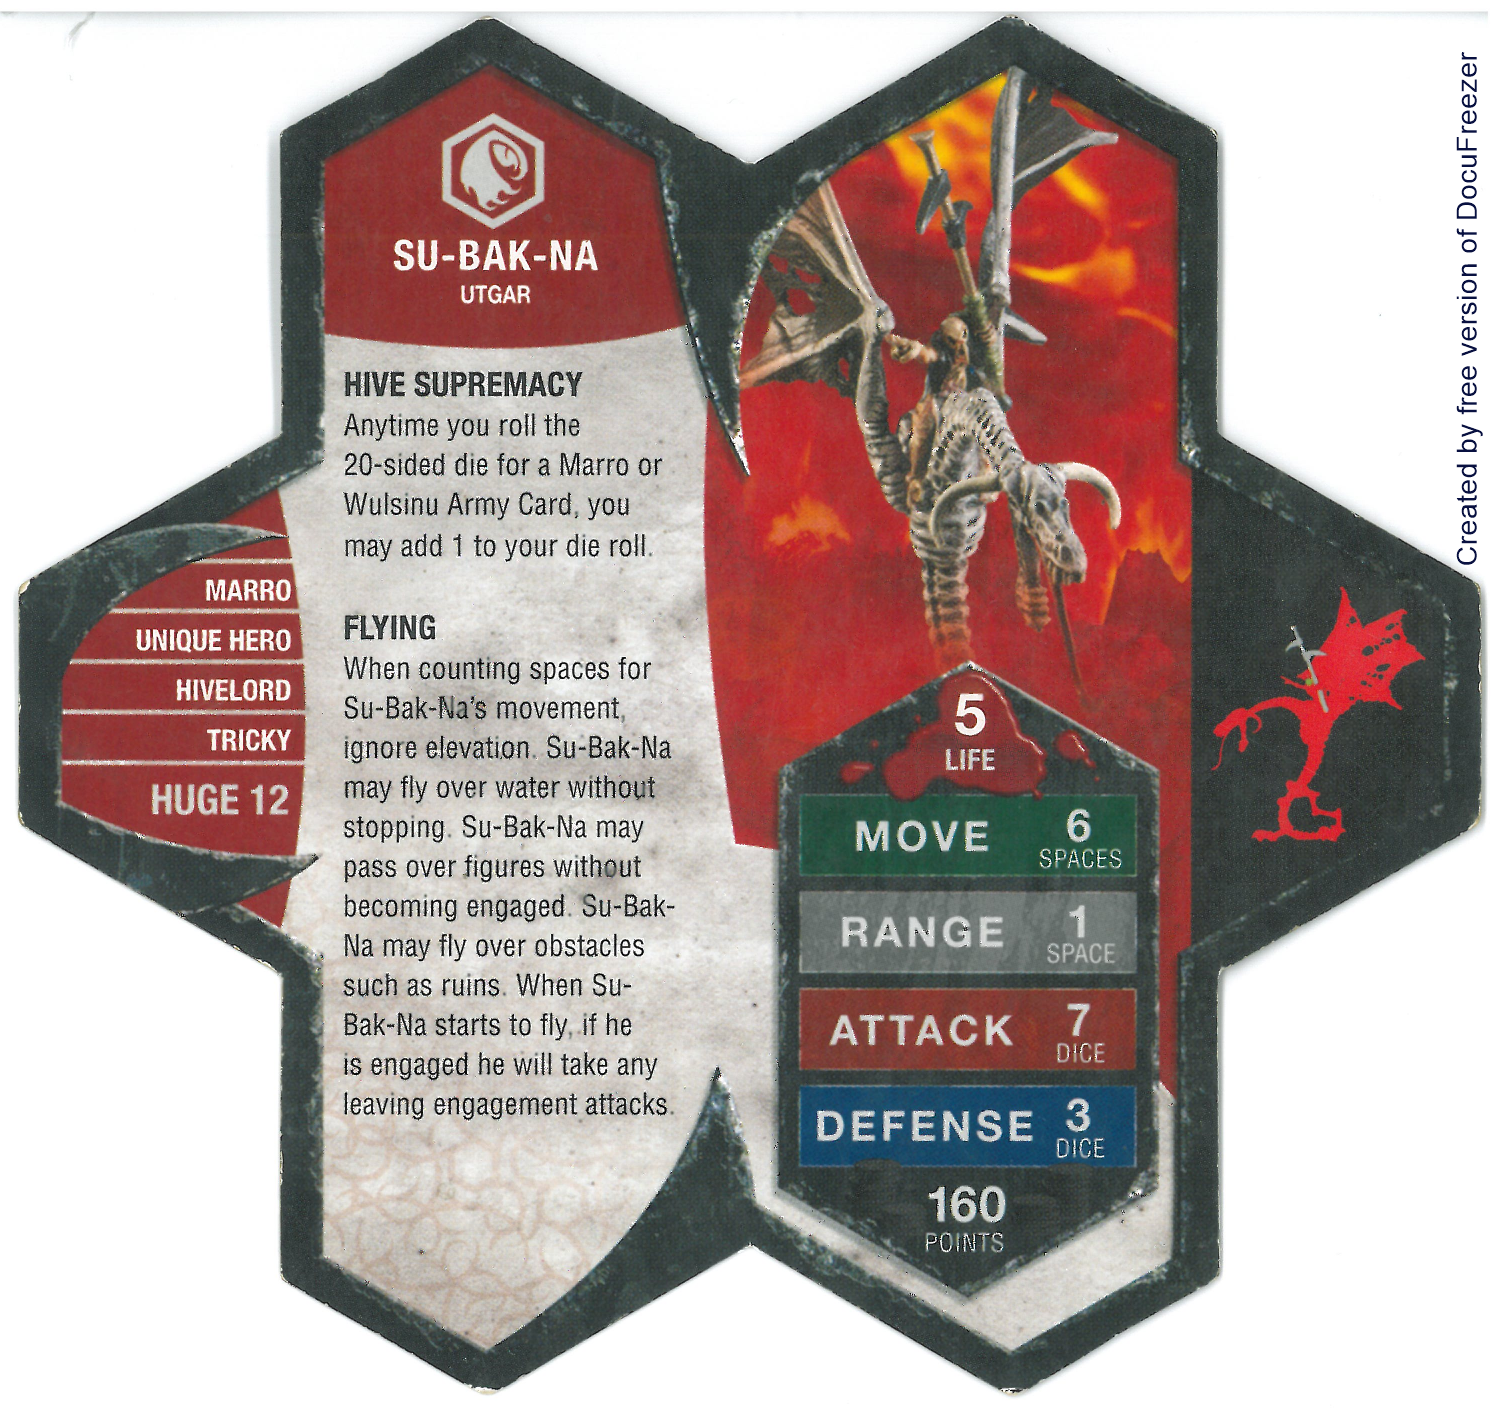 SU-BAK-NA
UTGAR
HIVE SUPREMACY
Anytime you roll the
20-sided die for a Marro or
Wulsinu Army Card, you
may add 1 to your die roll.
FLYING
When counting spaces for
Su-Bak-Na's movement,
ignore elevation. Su-Bak-Na
may fly over water without
stopping. Su-Bak-Na may
pass over figures without
becoming engaged. Su-Bak-
Na may fly over obstacles
such as ruins. When Su-
Bak-Na starts to fly, if he
is engaged he will take any
leaving engagement attacks.
MARRO
UNIQUE HERO
HIVELORD
TRICKY
HUGE 12
5
LIFE
MOVE 6
SPACES
RANGE 1
SPACE
ATTACK 7
DICE
DEFENSE 3
DICE
160
POINTS
Created by free version of DocuFreezer